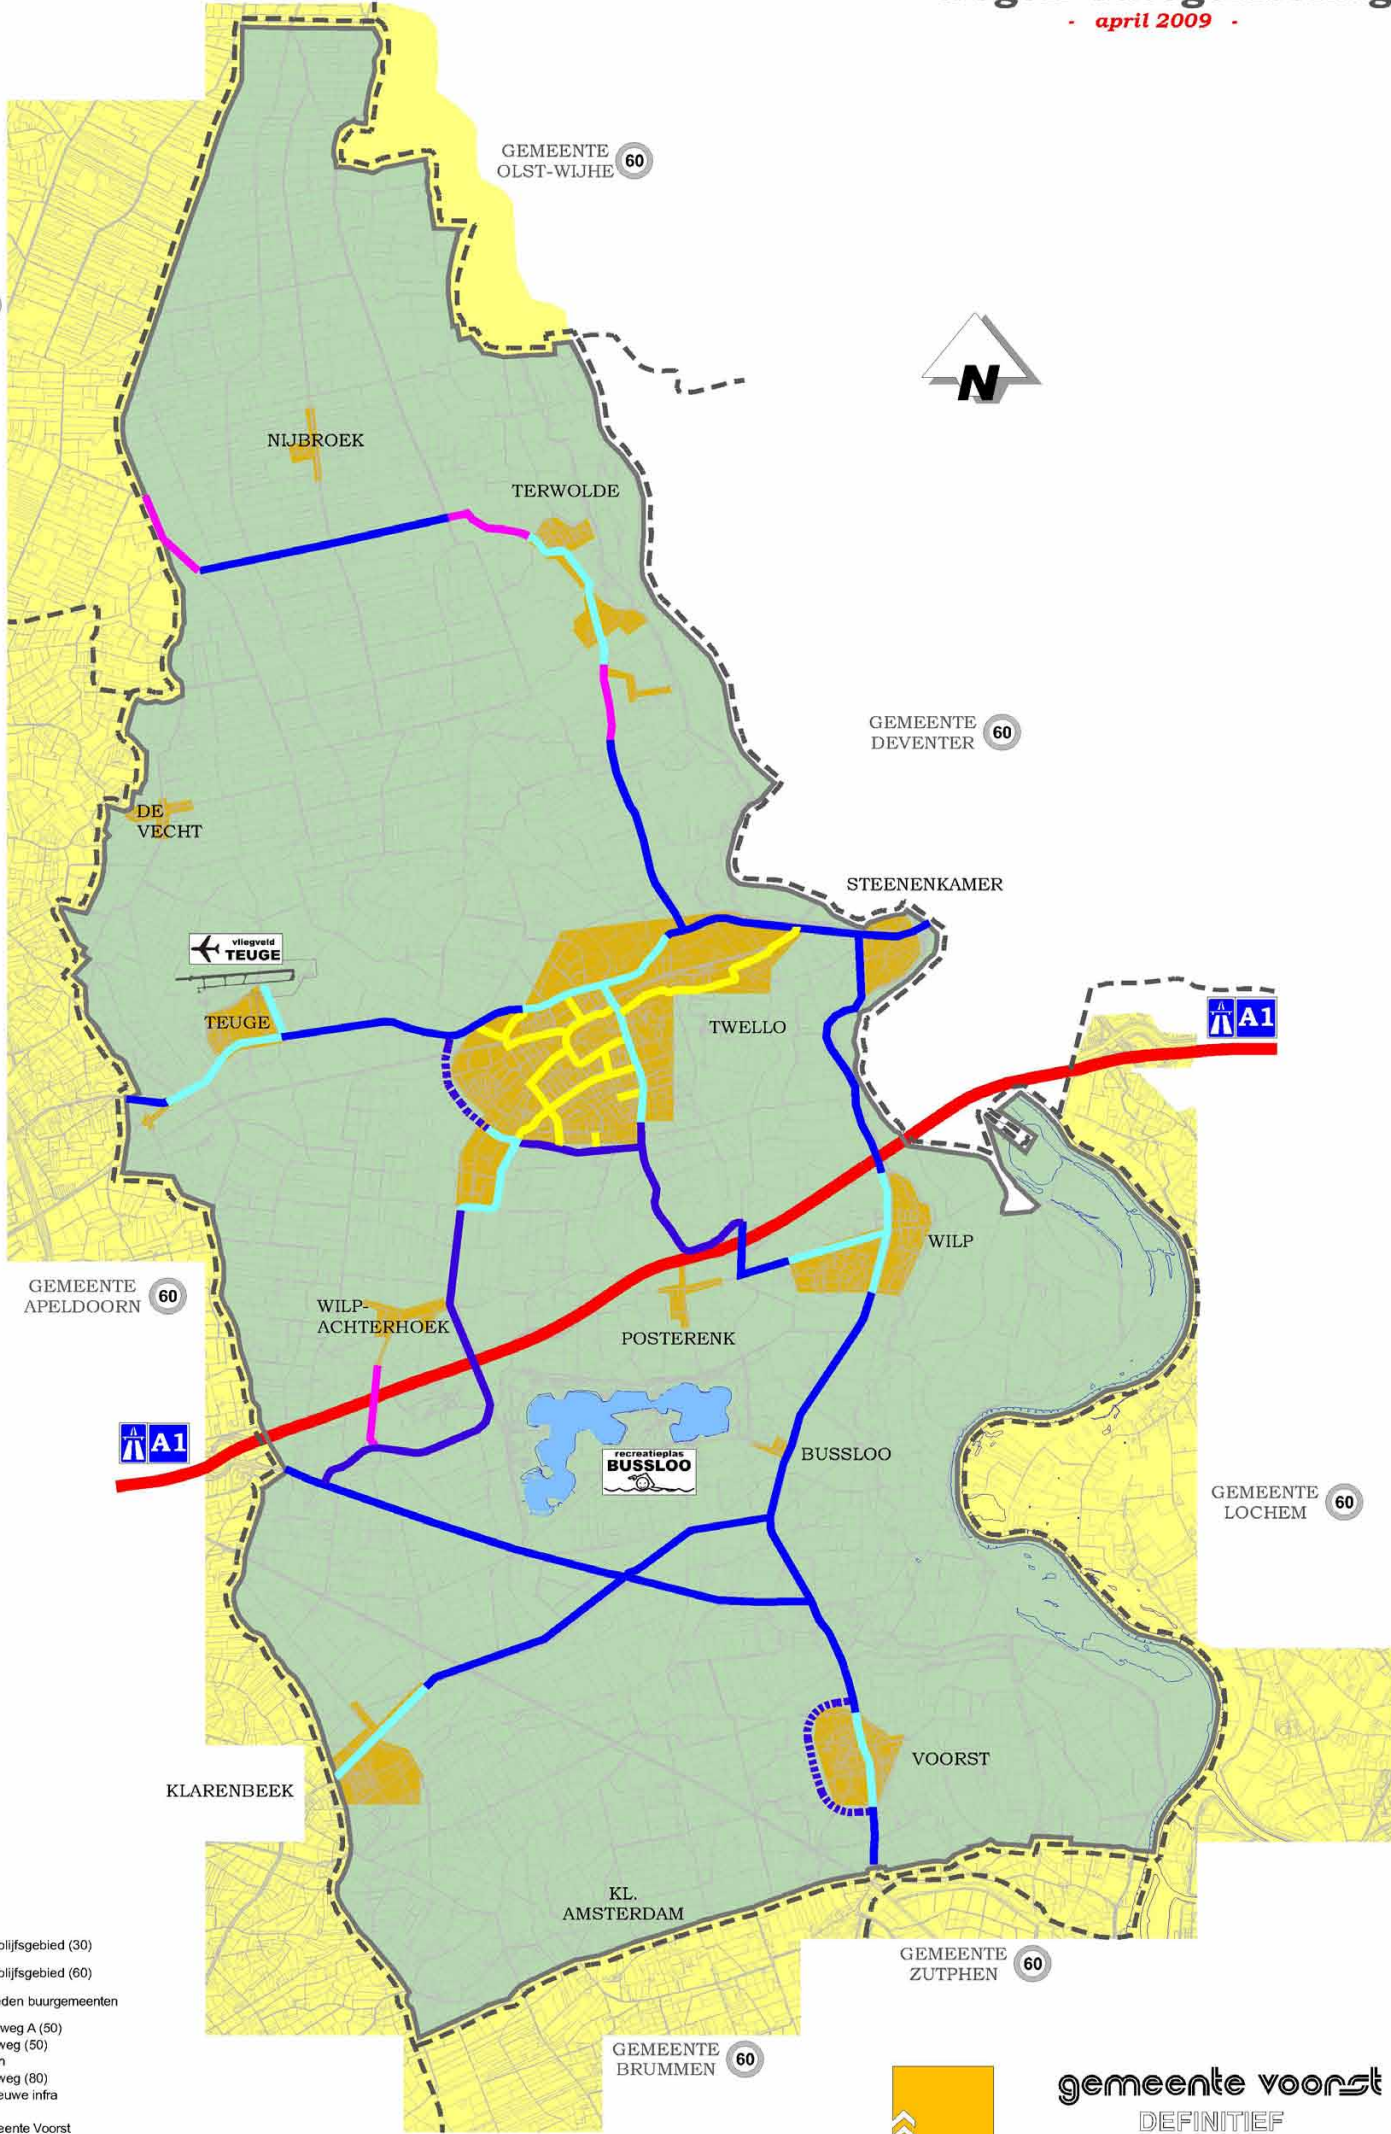 - april 2009 -
GEMEENTE
OLST-WIJHE
60
NIJBROEK
N
TERWOLDE
GEMEENTE
DEVENTER
60
DE
VECHT
STEENENKAMER
vliegveld
TEUGE
TEUGE
TWELLO
A1
WILP
GEMEENTE
APELDOORN
60
WILP-
ACHTERHOEK
POSTERENK
A1
BUSSLOO
recreatieplas
BUSSLOO
GEMEENTE
LOCHEM
60
VOORST
KLARENBEEK
KL.
AMSTERDAM
GEMEENTE
ZUTPHEN
60
GEMEENTE
BRUMMEN
60
blijfsgebied (30)
blijfsgebied (60)
eden buurgemeenten
weg A (50)
weg (50)
weg (80)
euwe infra
eente Voorst
gemeente voorst
DEFINITIEF